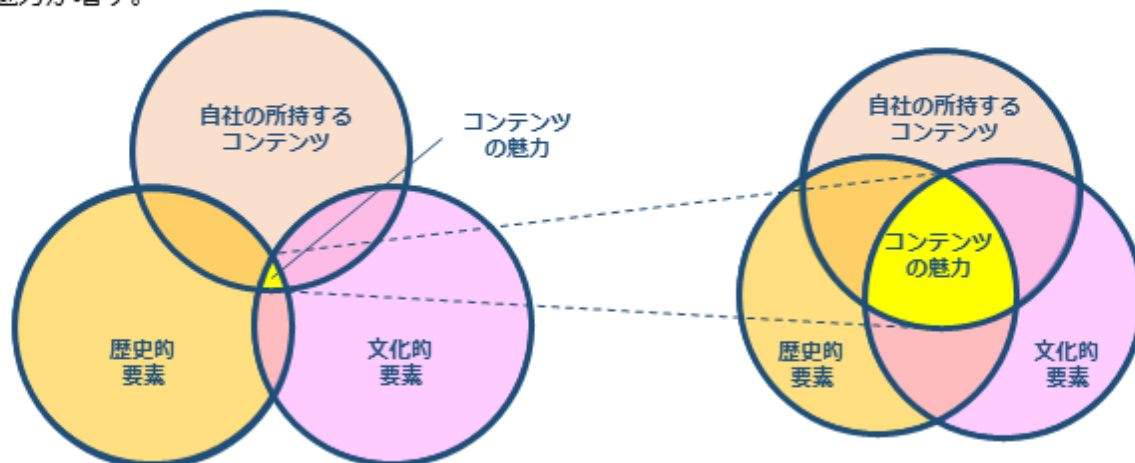 自社の所持する
コンテンツ
コンテンツ
の魅力
歴史的
要素
文化的
要素
自社の所持する
コンテンツ
コンテンツ
の魅力
歴史的
要素
文化的
要素